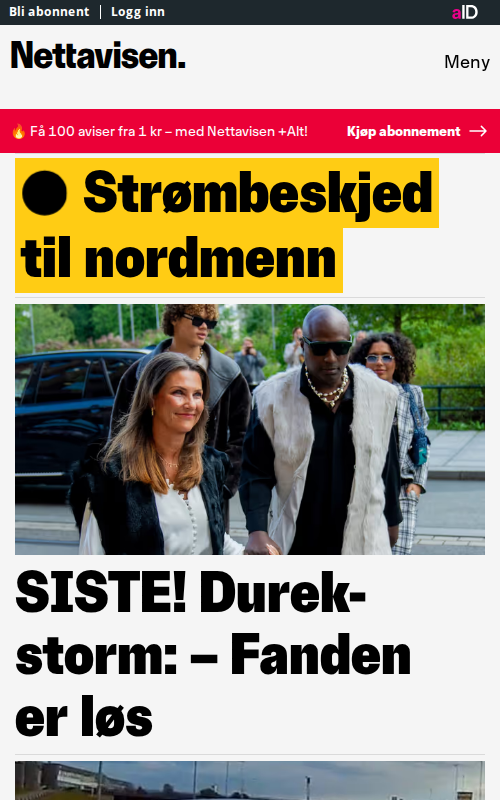 Bli abonnent | Logg inn
aID
Nettavisen.
Meny
🔥 Få 100 aviser fra 1 kr – med Nettavisen +Alt!
Kjøp abonnement →
● Strømbeskjed
til nordmenn
SISTE! Durek-
storm: – Fanden
er løs